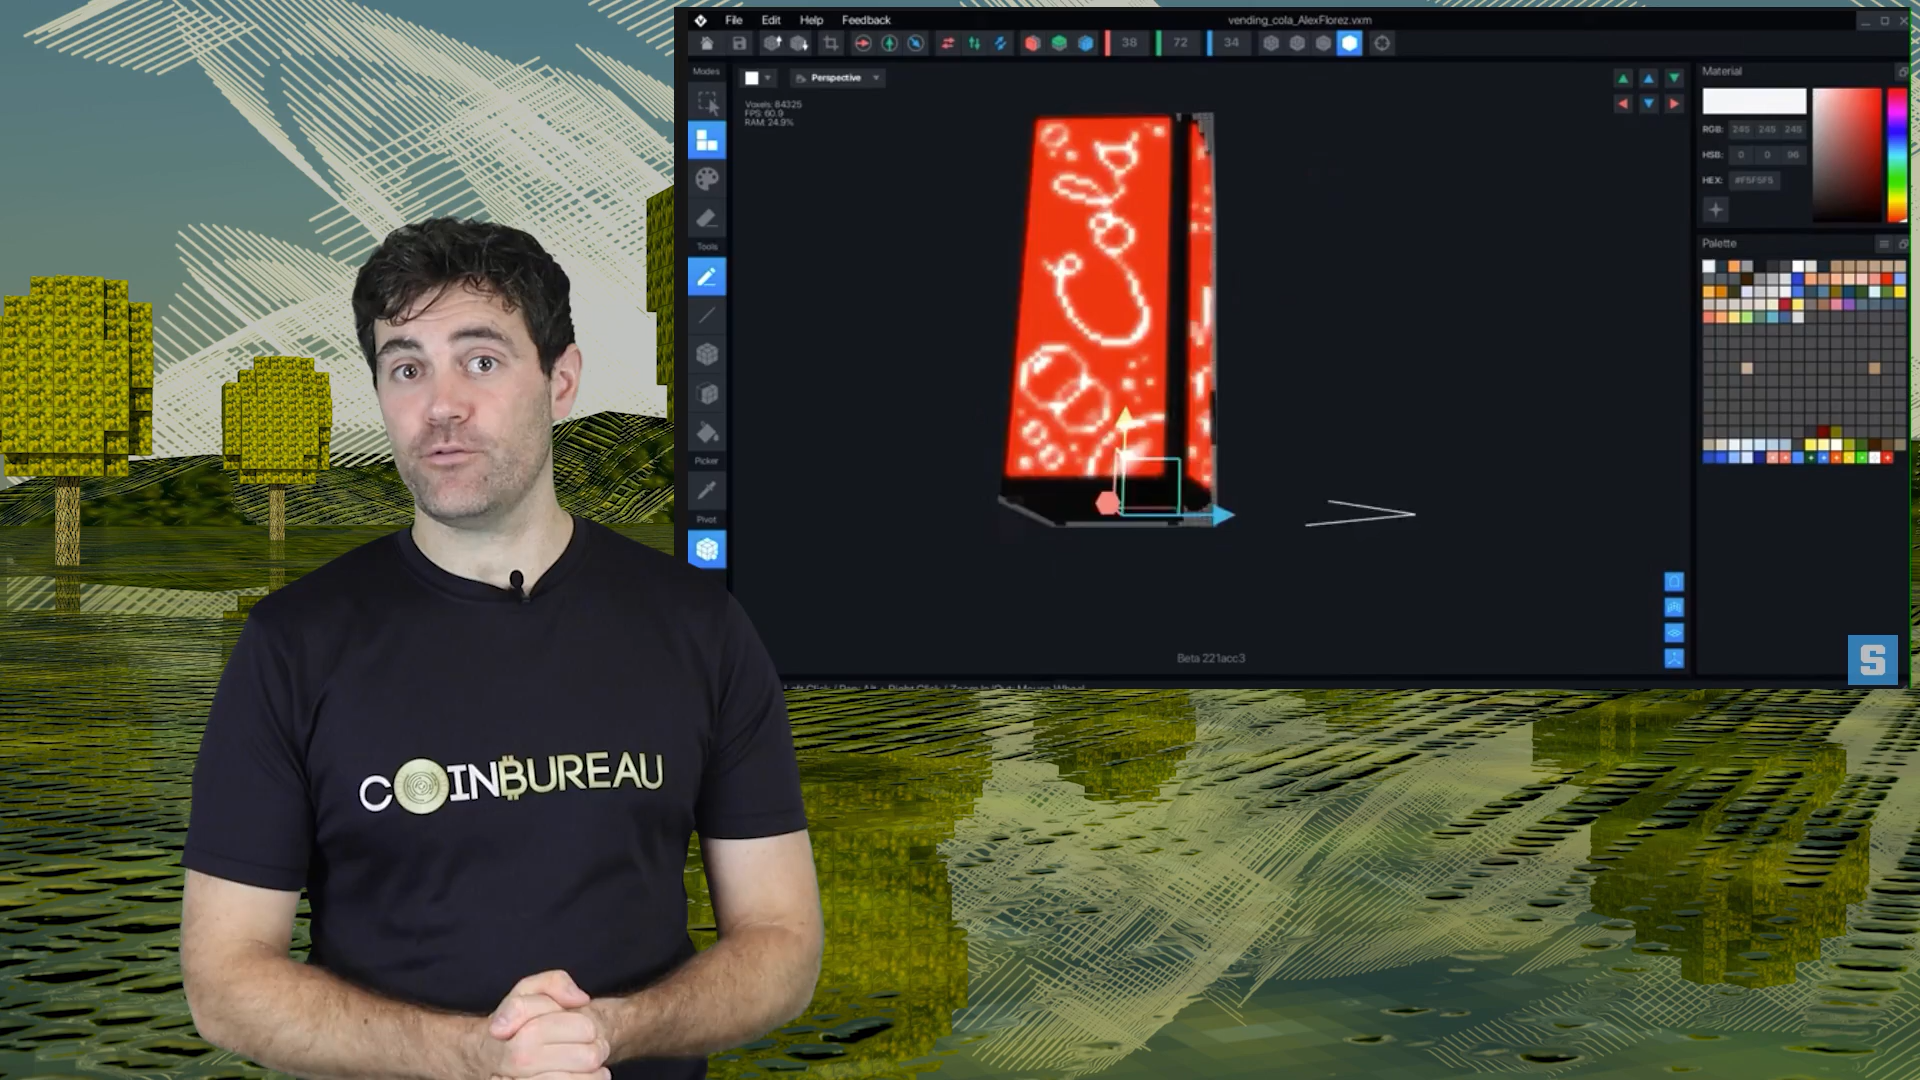 File Edit Help Feedback
vending_cola_AlexFlorez.vxm
38 72 34
Modes
Perspective
Voxels: 84325
FPS: 60.9
RAM: 24.9%
Tools
Picker
Pivot
Material
RGB: 245 245 245
HSB: 0 0 96
HEX: #F5F5F5
Palette
Cola
Beta 221acc3
S
COINBUREAU